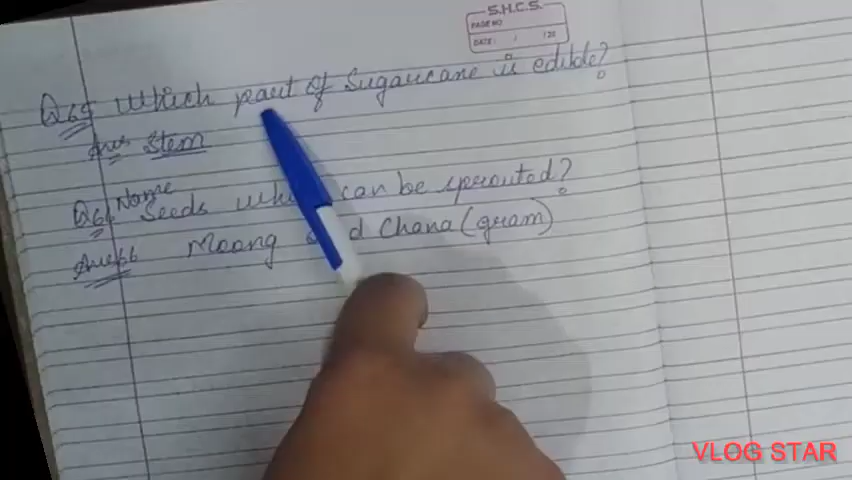 S.H.C.S.
PAGE NO
DATE: / /20
Q65 Which part of Sugarcane is edible?
Ans Stem
Q66 Name Seeds can be sprouted?
Ans66 Moong Chana (gram)
VLOG STAR